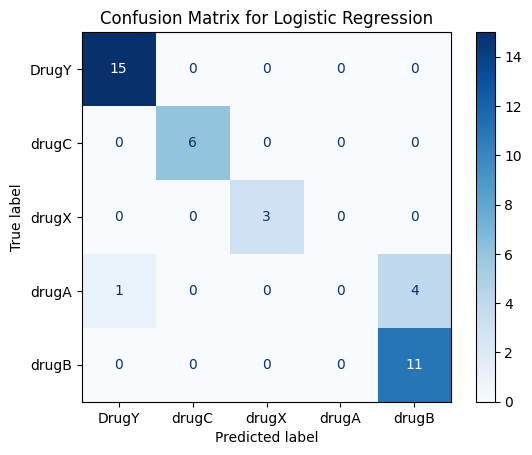 Confusion Matrix for Logistic Regression
True label
DrugY 15 0 0 0 0
drugC 0 6 0 0 0
drugX 0 0 3 0 0
drugA 1 0 0 0 4
drugB 0 0 0 0 11
DrugY drugC drugX drugA drugB
Predicted label
14
12
10
8
6
4
2
0